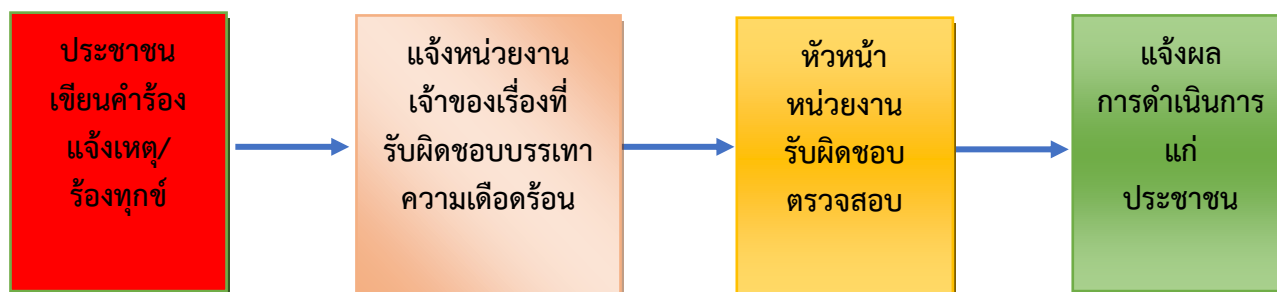 ประชาชน
เขียนคำร้อง
แจ้งเหตุ/
ร้องทุกข์
แจ้งหน่วยงาน
เจ้าของเรื่องที่
รับผิดชอบบรรเทา
ความเดือดร้อน
หัวหน้า
หน่วยงาน
รับผิดชอบ
ตรวจสอบ
แจ้งผล
การดำเนินการ
แก่
ประชาชน